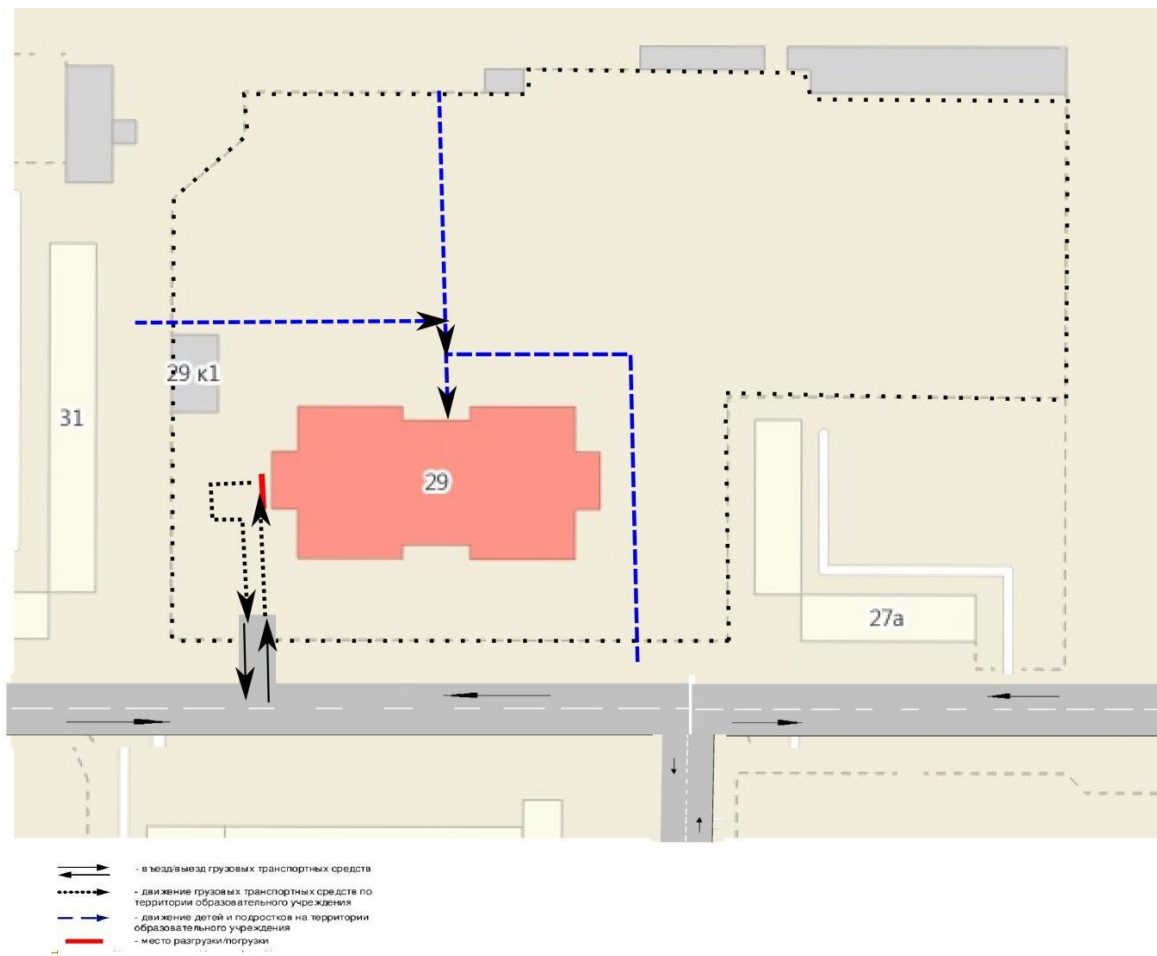 29 к1
31
29
27а
- въезд/выезд грузовых транспортных средств
- движение грузовых транспортных средств по
территории образовательного учреждения
- движение детей и подростков на территории
образовательного учреждения
- место разгрузки/погрузки